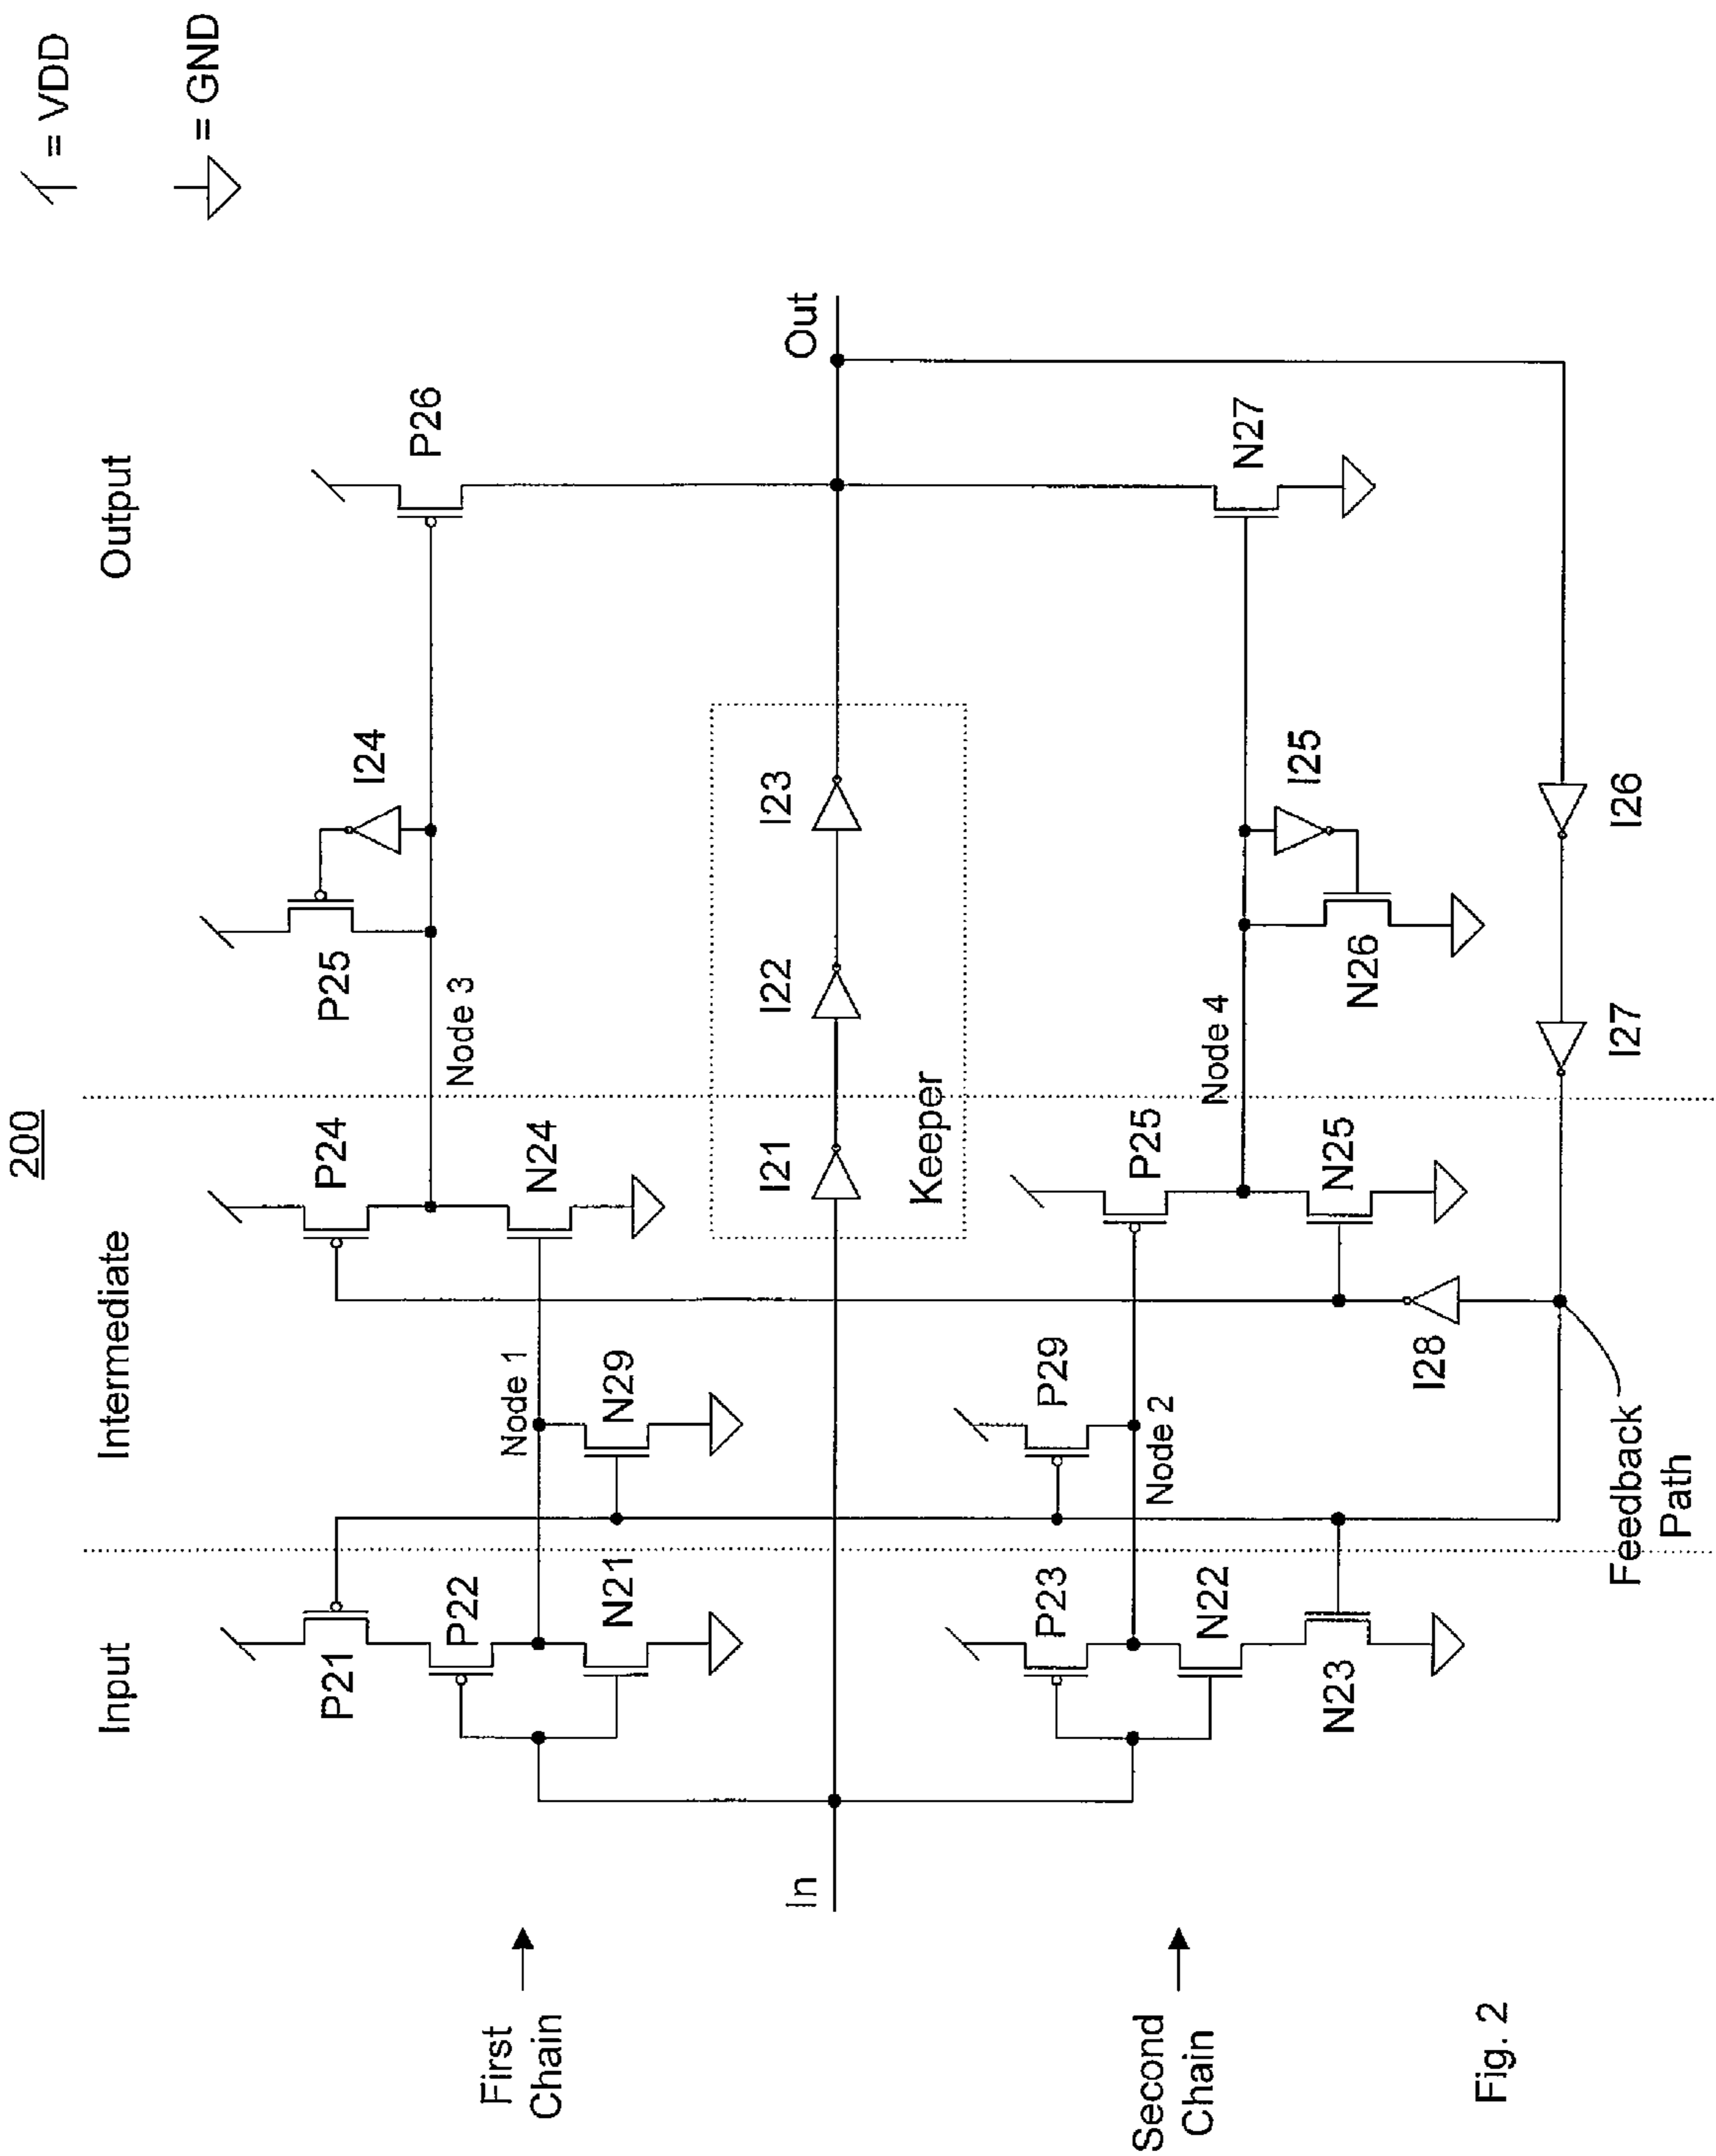 200
= VDD
= GND
Input
Intermediate
Output
P21
P22
N21
Node 1
N29
P24
N24
Node 3
P25
I24
P26
First
Chain
In
I21
I22
I23
Keeper
Out
Second
Chain
P23
N22
N23
P29
Node 2
P25
N25
Node 4
I25
N26
N27
I28
I27
I26
Feedback
Path
Fig. 2